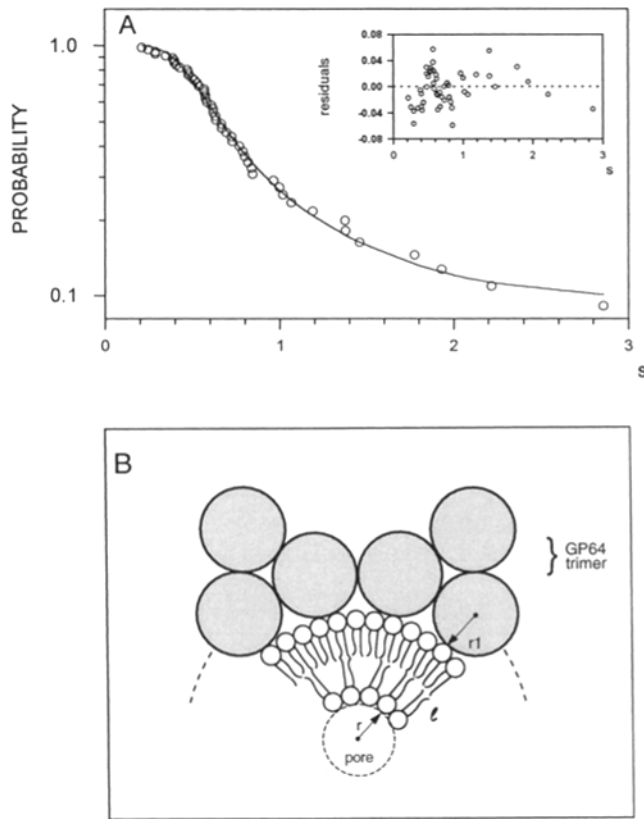 A
PROBABILITY
1.0
0.1
0
1
2
3
s
residuals
0.08
0.04
0.00
-0.04
-0.08
0
1
2
3
s
B
GP64
trimer
r1
r
ℓ
pore